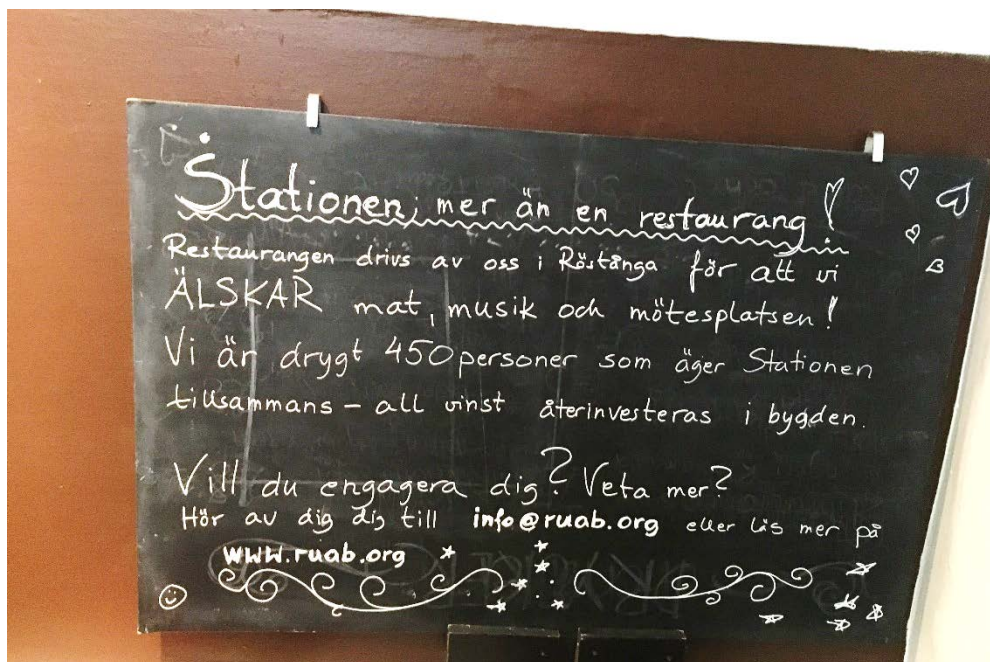 Stationen, mer än en restaurang!
Restaurangen drivs av oss i Röstånga för att vi
ÄLSKAR mat, musik och mötesplatsen!
Vi är drygt 450 personer som äger Stationen
tillsammans – all vinst återinvesteras i bygden.
Vill du engagera dig? Veta mer?
Hör av dig dig till info@ruab.org eller läs mer på
www.ruab.org